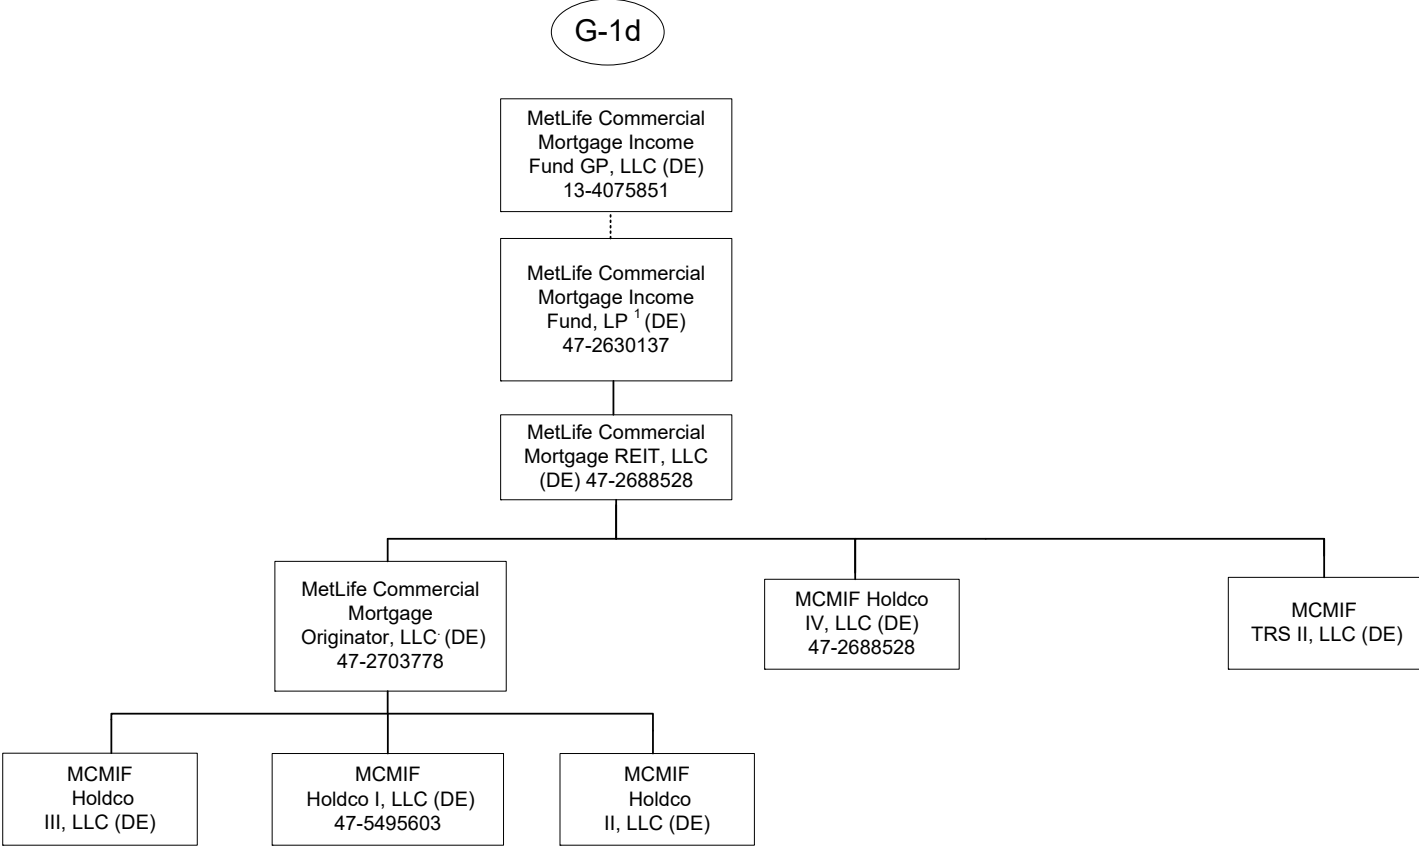 G-1d
MetLife Commercial
Mortgage Income
Fund GP, LLC (DE)
13-4075851
MetLife Commercial
Mortgage Income
Fund, LP 1 (DE)
47-2630137
MetLife Commercial
Mortgage REIT, LLC
(DE) 47-2688528
MetLife Commercial
Mortgage
Originator, LLC (DE)
47-2703778
MCMIF Holdco
IV, LLC (DE)
47-2688528
MCMIF
TRS II, LLC (DE)
MCMIF
Holdco
III, LLC (DE)
MCMIF
Holdco I, LLC (DE)
47-5495603
MCMIF
Holdco
II, LLC (DE)